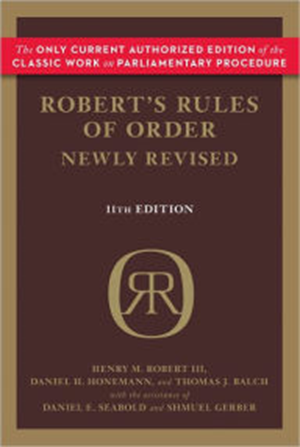 The ONLY CURRENT AUTHORIZED EDITION of the
CLASSIC WORK on PARLIAMENTARY PROCEDURE
ROBERT'S RULES
OF ORDER
NEWLY REVISED
11TH EDITION
RR
HENRY M. ROBERT III,
DANIEL H. HONEMANN, and THOMAS J. BALCH
with the assistance of
DANIEL E. SEABOLD and SHMUEL GERBER